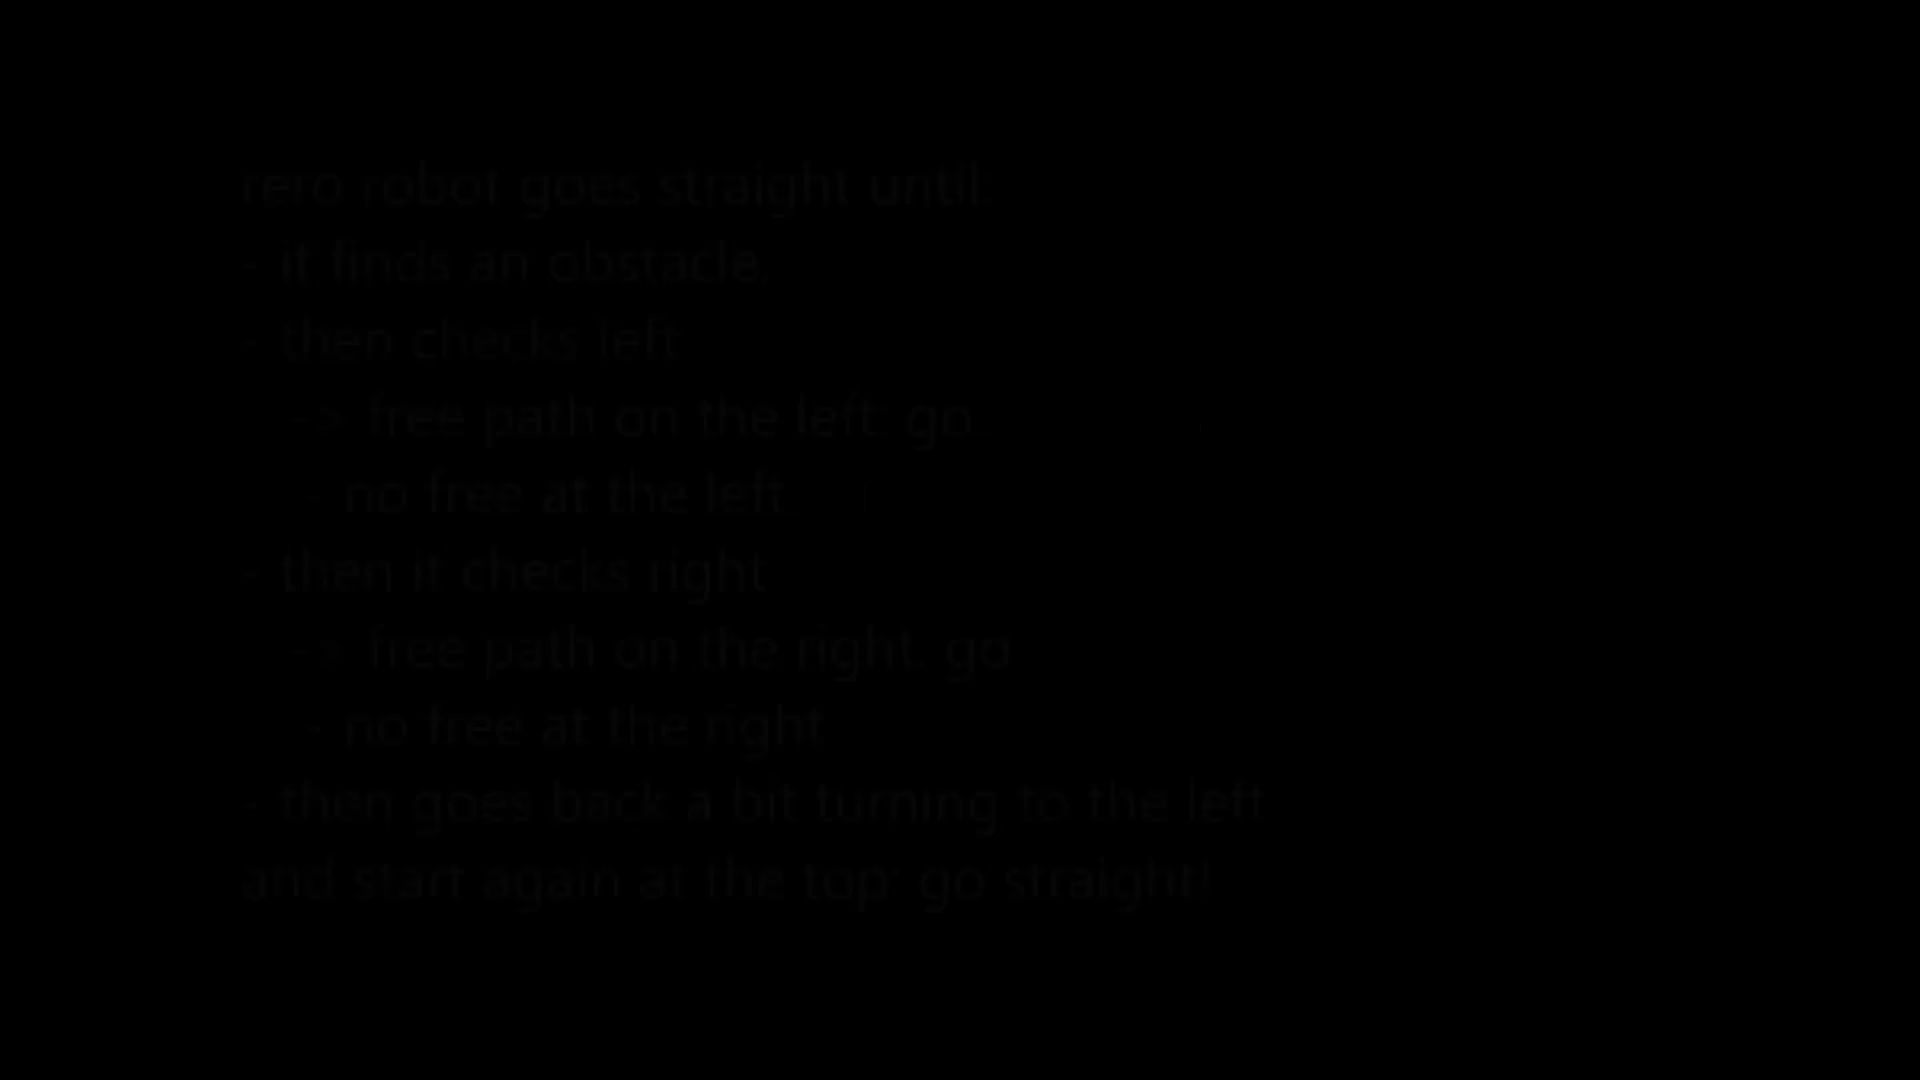 rero robot goes straight until:
- it finds an obstacle,
- then checks left
--> free path on the left: go
- no free at the left
- then it checks right
--> free path on the right: go
- no free at the right
- then goes back a bit turning to the left
and start again at the top: go straight!